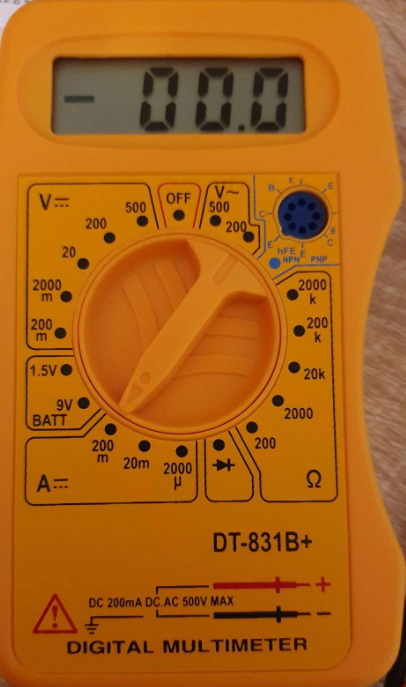 - 00.0
V⎓
500
OFF
V~
500
200
200
20
2000
m
200
m
1.5V
9V
BATT
A⎓
200
m
20m
2000
µ
200
2000
20k
200
k
2000
k
Ω
E
B
E
C
B
C
E
E
hFE
NPN
PNP
DT-831B+
+
DC 200mA DC.AC 500V MAX
-
DIGITAL MULTIMETER